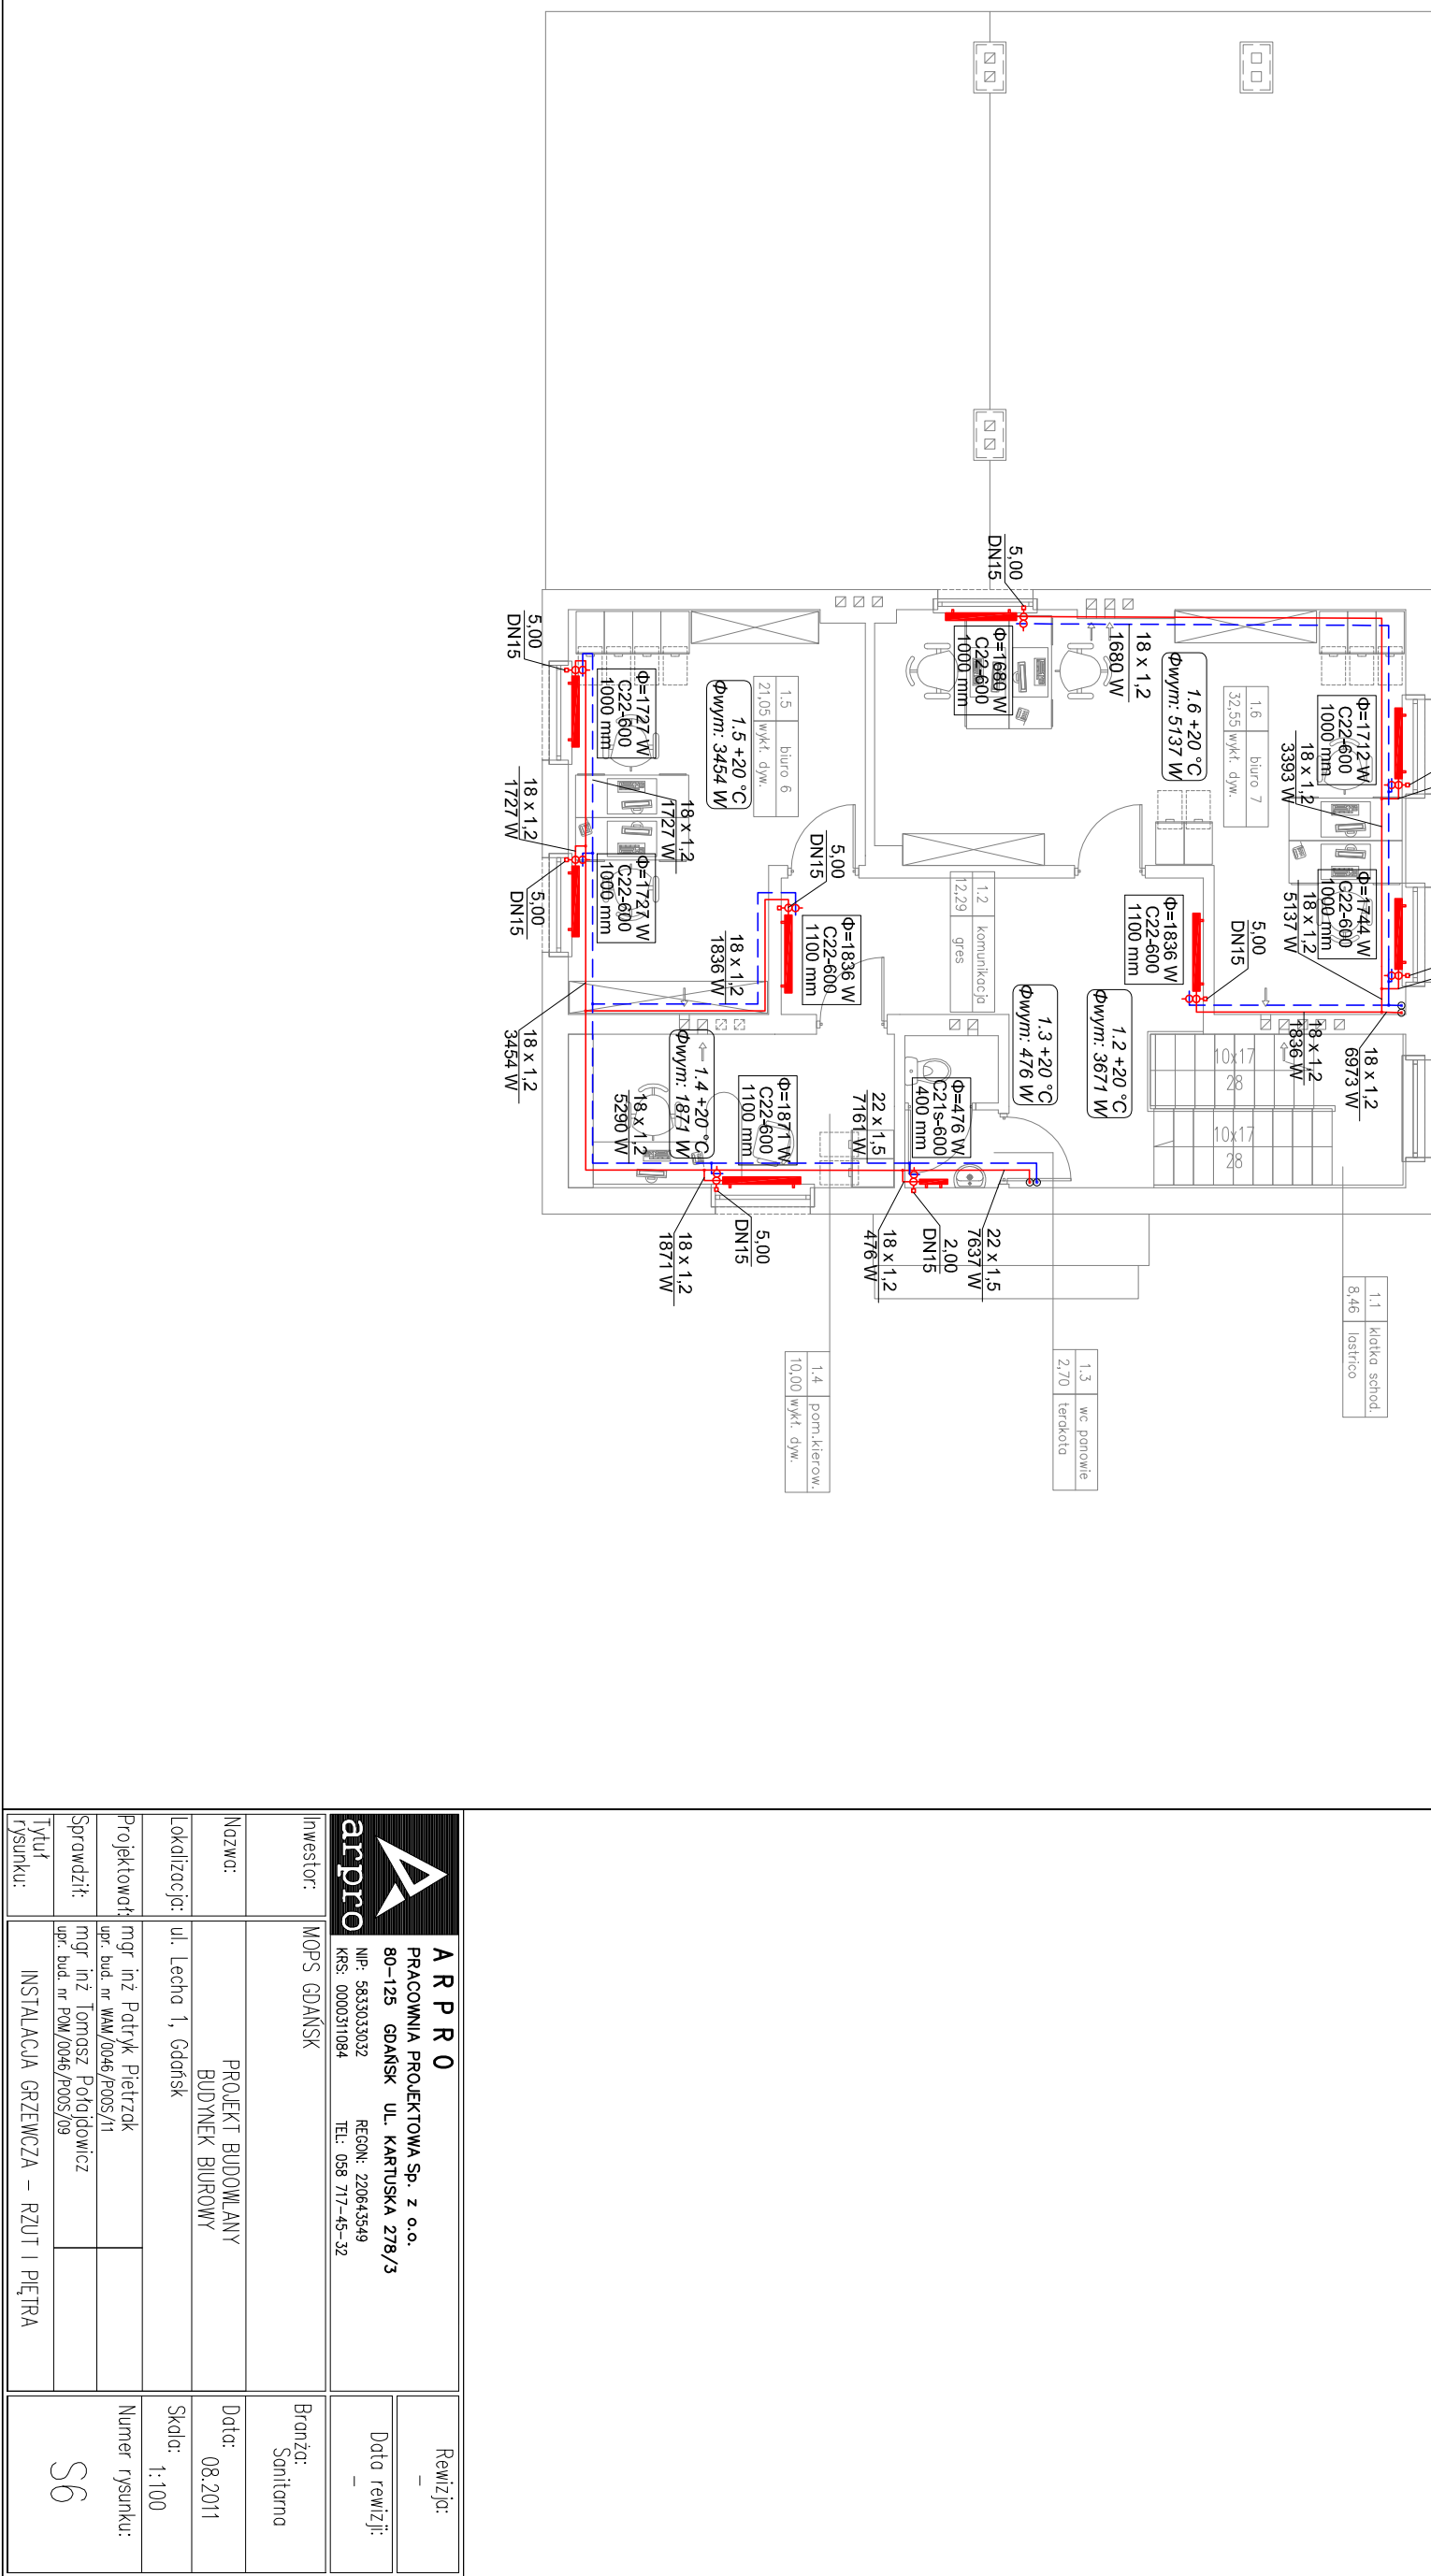 5,00
DN15
18 x 1,2
1680 W
Φ=1680 W
C22-600
1000 mm
1.6 +20 °C
Φwym: 5137 W
1.6 biuro 7
32,55 wykł. dyw.
Φ=1712 W
C22-600
1000 mm
18 x 1,2
3393 W
Φ=1744 W
C22-600
1000 mm
18 x 1,2
5137 W
5,00
DN15
Φ=1836 W
C22-600
1100 mm
18 x 1,2
1836 W
18 x 1,2
6973 W
10x17
28
10x17
28
1.2 +20 °C
Φwym: 3671 W
1.3 +20 °C
Φwym: 476 W
1.2 komunikacja
12,29 gres
5,00
DN15
Φ=1727 W
C22-600
1000 mm
1.5 biuro 6
21,05 wykł. dyw.
1.5 +20 °C
Φwym: 3454 W
18 x 1,2
1727 W
18 x 1,2
1727 W
5,00
DN15
Φ=1727 W
C22-600
1000 mm
5,00
DN15
Φ=1836 W
C22-600
1100 mm
18 x 1,2
1836 W
18 x 1,2
3454 W
1.4 +20 °C
Φwym: 1871 W
18 x 1,2
5290 W
Φ=1871 W
C22-600
1100 mm
22 x 1,5
7161 W
Φ=476 W
C21s-600
400 mm
5,00
DN15
18 x 1,2
1871 W
22 x 1,5
7637 W
2,00
DN15
18 x 1,2
476 W
1.1 klatka schod.
8,46 lastrico
1.3 wc panowie
2,70 terakota
1.4 pom.kierow.
10,00 wykł. dyw.
arpro
A R P R O
PRACOWNIA PROJEKTOWA Sp. z o.o.
80-125 GDAŃSK UL. KARTUSKA 278/3
NIP: 5833033032 REGON: 220643549
KRS: 0000311084 TEL: 058 717-45-32
Rewizja:
-
Data rewizji:
-
Inwestor: MOPS GDAŃSK
Branża:
Sanitarna
Nazwa: PROJEKT BUDOWLANY
BUDYNEK BIUROWY
Data:
08.2011
Lokalizacja: ul. Lecha 1, Gdańsk
Skala:
1:100
Projektował: mgr inż Patryk Pietrzak
upr. bud. nr WAM/0046/POOS/11
Sprawdził: mgr inż Tomasz Połajdowicz
upr. bud. nr POM/0046/POOS/09
Numer rysunku:
S6
Tytuł
rysunku:
INSTALACJA GRZEWCZA - RZUT I PIĘTRA